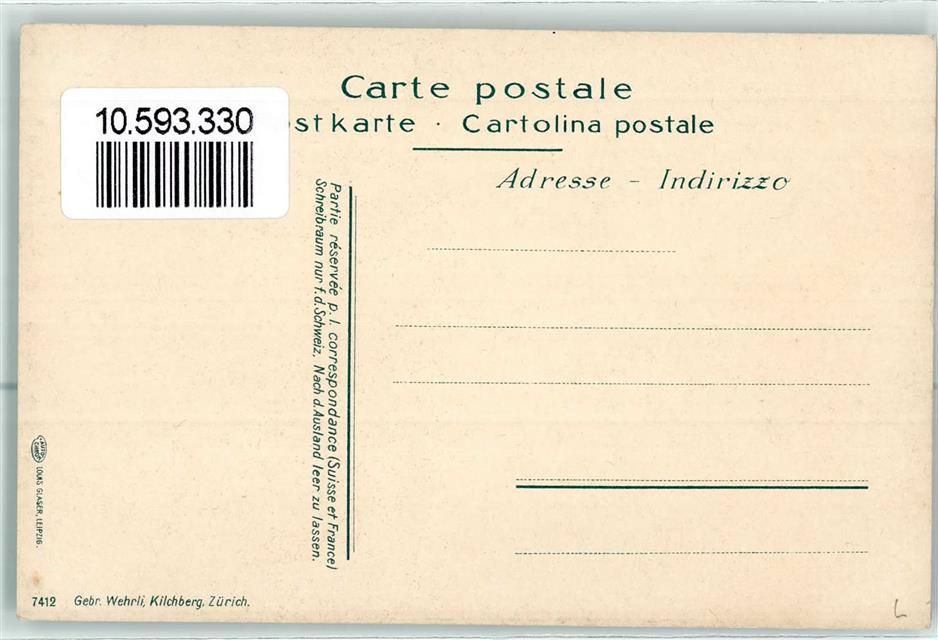 Carte postale
10.593.330
stkarte · Cartolina postale
Adresse - Indirizzo
Partie réservée p. l. correspondance (Suisse et France)
Schreibraum nur f.d.Schweiz, Nach d.Ausland leer zu lassen.
LOUIS GLASER, LEIPZIG.
7412 Gebr. Wehrli, Kilchberg, Zürich.
L